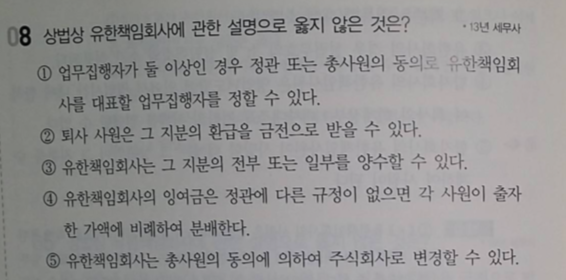 08 상법상 유한책임회사에 관한 설명으로 옳지 않은 것은? • 13년 세무사
① 업무집행자가 둘 이상인 경우 정관 또는 총사원의 동의로 유한책임회
사를 대표할 업무집행자를 정할 수 있다.
② 퇴사 사원은 그 지분의 환급을 금전으로 받을 수 있다.
③ 유한책임회사는 그 지분의 전부 또는 일부를 양수할 수 있다.
④ 유한책임회사의 잉여금은 정관에 다른 규정이 없으면 각 사원이 출자
한 가액에 비례하여 분배한다.
⑤ 유한책임회사는 총사원의 동의에 의하여 주식회사로 변경할 수 있다.